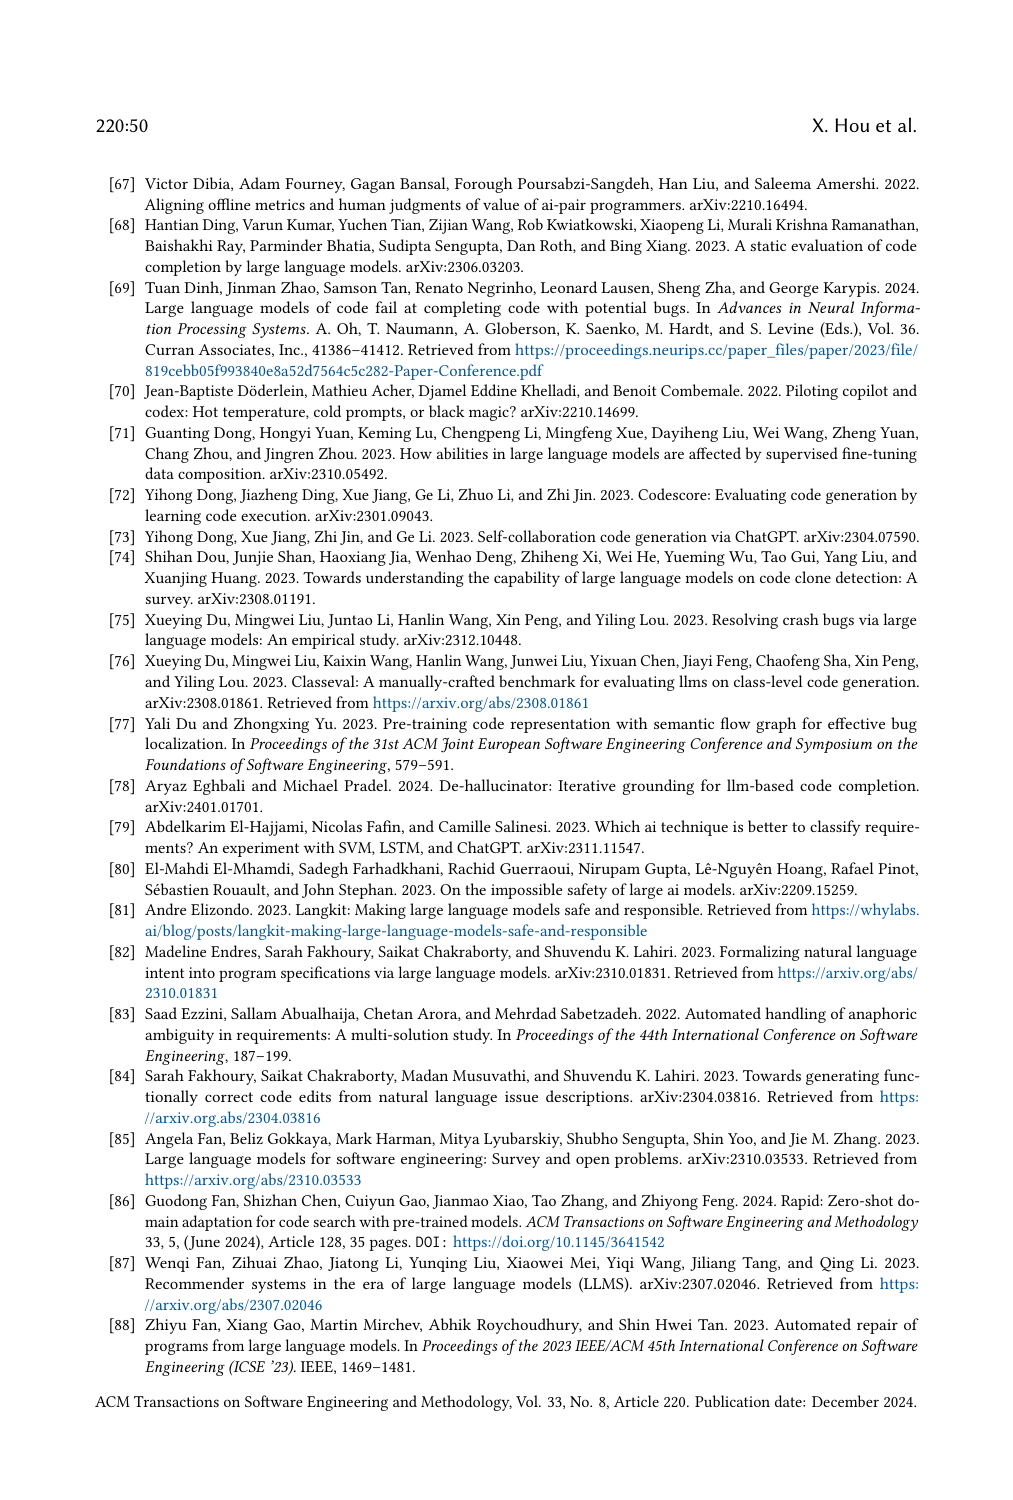 220:50
X. Hou et al.
[67] Victor Dibia, Adam Fourney, Gagan Bansal, Forough Poursabzi-Sangdeh, Han Liu, and Saleema Amershi. 2022.
Aligning offline metrics and human judgments of value of ai-pair programmers. arXiv:2210.16494.
[68] Hantian Ding, Varun Kumar, Yuchen Tian, Zijian Wang, Rob Kwiatkowski, Xiaopeng Li, Murali Krishna Ramanathan,
Baishakhi Ray, Parminder Bhatia, Sudipta Sengupta, Dan Roth, and Bing Xiang. 2023. A static evaluation of code
completion by large language models. arXiv:2306.03203.
[69] Tuan Dinh, Jinman Zhao, Samson Tan, Renato Negrinho, Leonard Lausen, Sheng Zha, and George Karypis. 2024.
Large language models of code fail at completing code with potential bugs. In Advances in Neural Informa-
tion Processing Systems. A. Oh, T. Naumann, A. Globerson, K. Saenko, M. Hardt, and S. Levine (Eds.), Vol. 36.
Curran Associates, Inc., 41386–41412. Retrieved from https://proceedings.neurips.cc/paper_files/paper/2023/file/
819cebb05f993840e8a52d7564c5c282-Paper-Conference.pdf
[70] Jean-Baptiste Döderlein, Mathieu Acher, Djamel Eddine Khelladi, and Benoit Combemale. 2022. Piloting copilot and
codex: Hot temperature, cold prompts, or black magic? arXiv:2210.14699.
[71] Guanting Dong, Hongyi Yuan, Keming Lu, Chengpeng Li, Mingfeng Xue, Dayiheng Liu, Wei Wang, Zheng Yuan,
Chang Zhou, and Jingren Zhou. 2023. How abilities in large language models are affected by supervised fine-tuning
data composition. arXiv:2310.05492.
[72] Yihong Dong, Jiazheng Ding, Xue Jiang, Ge Li, Zhuo Li, and Zhi Jin. 2023. Codescore: Evaluating code generation by
learning code execution. arXiv:2301.09043.
[73] Yihong Dong, Xue Jiang, Zhi Jin, and Ge Li. 2023. Self-collaboration code generation via ChatGPT. arXiv:2304.07590.
[74] Shihan Dou, Junjie Shan, Haoxiang Jia, Wenhao Deng, Zhiheng Xi, Wei He, Yueming Wu, Tao Gui, Yang Liu, and
Xuanjing Huang. 2023. Towards understanding the capability of large language models on code clone detection: A
survey. arXiv:2308.01191.
[75] Xueying Du, Mingwei Liu, Juntao Li, Hanlin Wang, Xin Peng, and Yiling Lou. 2023. Resolving crash bugs via large
language models: An empirical study. arXiv:2312.10448.
[76] Xueying Du, Mingwei Liu, Kaixin Wang, Hanlin Wang, Junwei Liu, Yixuan Chen, Jiayi Feng, Chaofeng Sha, Xin Peng,
and Yiling Lou. 2023. Classeval: A manually-crafted benchmark for evaluating llms on class-level code generation.
arXiv:2308.01861. Retrieved from https://arxiv.org/abs/2308.01861
[77] Yali Du and Zhongxing Yu. 2023. Pre-training code representation with semantic flow graph for effective bug
localization. In Proceedings of the 31st ACM Joint European Software Engineering Conference and Symposium on the
Foundations of Software Engineering, 579–591.
[78] Aryaz Eghbali and Michael Pradel. 2024. De-hallucinator: Iterative grounding for llm-based code completion.
arXiv:2401.01701.
[79] Abdelkarim El-Hajjami, Nicolas Fafin, and Camille Salinesi. 2023. Which ai technique is better to classify require-
ments? An experiment with SVM, LSTM, and ChatGPT. arXiv:2311.11547.
[80] El-Mahdi El-Mhamdi, Sadegh Farhadkhani, Rachid Guerraoui, Nirupam Gupta, Lê-Nguyên Hoang, Rafael Pinot,
Sébastien Rouault, and John Stephan. 2023. On the impossible safety of large ai models. arXiv:2209.15259.
[81] Andre Elizondo. 2023. Langkit: Making large language models safe and responsible. Retrieved from https://whylabs.
ai/blog/posts/langkit-making-large-language-models-safe-and-responsible
[82] Madeline Endres, Sarah Fakhoury, Saikat Chakraborty, and Shuvendu K. Lahiri. 2023. Formalizing natural language
intent into program specifications via large language models. arXiv:2310.01831. Retrieved from https://arxiv.org/abs/
2310.01831
[83] Saad Ezzini, Sallam Abualhaija, Chetan Arora, and Mehrdad Sabetzadeh. 2022. Automated handling of anaphoric
ambiguity in requirements: A multi-solution study. In Proceedings of the 44th International Conference on Software
Engineering, 187–199.
[84] Sarah Fakhoury, Saikat Chakraborty, Madan Musuvathi, and Shuvendu K. Lahiri. 2023. Towards generating func-
tionally correct code edits from natural language issue descriptions. arXiv:2304.03816. Retrieved from https:
//arxiv.org.abs/2304.03816
[85] Angela Fan, Beliz Gokkaya, Mark Harman, Mitya Lyubarskiy, Shubho Sengupta, Shin Yoo, and Jie M. Zhang. 2023.
Large language models for software engineering: Survey and open problems. arXiv:2310.03533. Retrieved from
https://arxiv.org/abs/2310.03533
[86] Guodong Fan, Shizhan Chen, Cuiyun Gao, Jianmao Xiao, Tao Zhang, and Zhiyong Feng. 2024. Rapid: Zero-shot do-
main adaptation for code search with pre-trained models. ACM Transactions on Software Engineering and Methodology
33, 5, (June 2024), Article 128, 35 pages. DOI: https://doi.org/10.1145/3641542
[87] Wenqi Fan, Zihuai Zhao, Jiatong Li, Yunqing Liu, Xiaowei Mei, Yiqi Wang, Jiliang Tang, and Qing Li. 2023.
Recommender systems in the era of large language models (LLMS). arXiv:2307.02046. Retrieved from https:
//arxiv.org/abs/2307.02046
[88] Zhiyu Fan, Xiang Gao, Martin Mirchev, Abhik Roychoudhury, and Shin Hwei Tan. 2023. Automated repair of
programs from large language models. In Proceedings of the 2023 IEEE/ACM 45th International Conference on Software
Engineering (ICSE ’23). IEEE, 1469–1481.
ACM Transactions on Software Engineering and Methodology, Vol. 33, No. 8, Article 220. Publication date: December 2024.